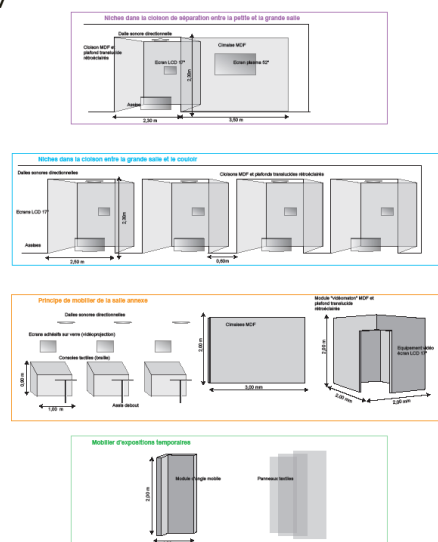 Niches dans la cloison de séparation entre la petite et la grande salle
Dalle sonore directionnelle
Cloison MDF et
plafond translucide
rétroéclairés
Cimaise MDF
Ecran LCD 17"
Ecran plasma 52"
2,30m
Assise
2,30 m
3,50 m
Niches dans la cloison entre la grande salle et le couloir
Dalles sonores directionnelles
Cloisons MDF et plafonds translucides rétroéclairés
Ecrans LCD 17"
2,30m
Assises
2,50 m
0,50m
Principe de mobilier de la salle annexe
Dalles sonores directionnelles
Ecrans adhésifs sur verre (vidéoprojection)
Consoles tactiles (smille)
0,90 m
1,00 m
Assis debout
Cimaises MDF
2,00 m
3,00 mm
Module "vidéomaton" MDF et
plafond translucide
rétroéclairés
2,00 m
Equipement vidéo
écran LCD 17"
2,00 mm
2,00 mm
Mobilier d'expositions temporaires
2,00 m
Module d'angle mobile
Panneaux textiles